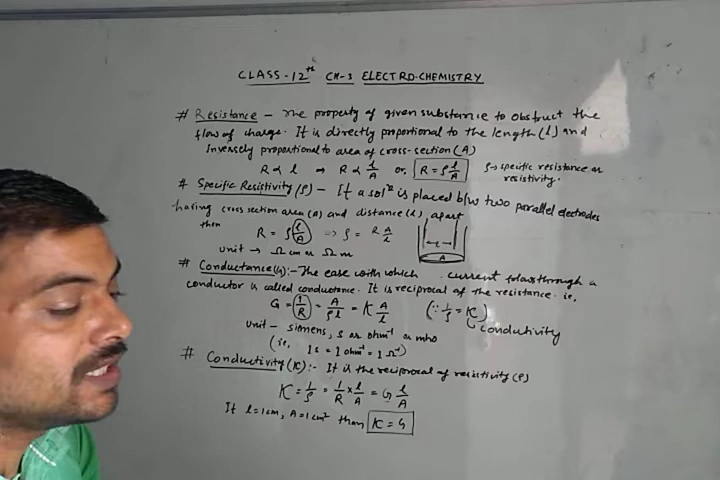 CLASS-12th CH-3 ELECTRO-CHEMISTRY
# Resistance - The property of given substance to obstruct the
flow of charge. It is directly proportional to the length (l) and
Inversely proportional to area of cross-section (A)
R ∝ l ⇒ R ∝ l/A or R = ρ l/A ρ → specific resistance or
resistivity.
# Specific Resistivity (ρ) - If a solⁿ is placed b/w two parallel electrodes
having cross section area (A) and distance (l) apart
then
R = ρ (l/A) ⇒ ρ = R A/l
A
unit → Ω cm or Ω m
# Conductance (G) :- The ease with which current flows through a
conductor is called conductance. It is reciprocal of the resistance. i.e,
G = (1/R) = A/ρl = K A/l (∵ 1/ρ = K)
conductivity
unit - siemens, S or ohm⁻¹ or mho
(i.e, 1S = 1 ohm⁻¹ = 1 Ω⁻¹)
# Conductivity (K) :- It is the reciprocal of resistivity (ρ)
K = 1/ρ = 1/R × l/A = G l/A
If l = 1cm, A = 1cm² than K = G